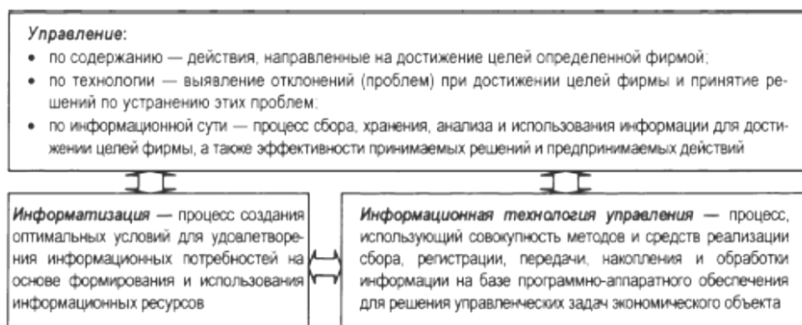 Управление:
• по содержанию — действия, направленные на достижение целей определенной фирмой;
• по технологии — выявление отклонений (проблем) при достижении целей фирмы и принятие ре-
шений по устранению этих проблем;
• по информационной сути — процесс сбора, хранения, анализа и использования информации для дости-
жении целей фирмы, а также эффективности принимаемых решений и предпринимаемых действий
Информатизация — процесс создания
оптимальных условий для удовлетворе-
ния информационных потребностей на
основе формирования и использования
информационных ресурсов
Информационная технология управления — процесс,
использующий совокупность методов и средств реализации
сбора, регистрации, передачи, накопления и обработки
информации на базе программно-аппаратного обеспечения
для решения управленческих задач экономического объекта